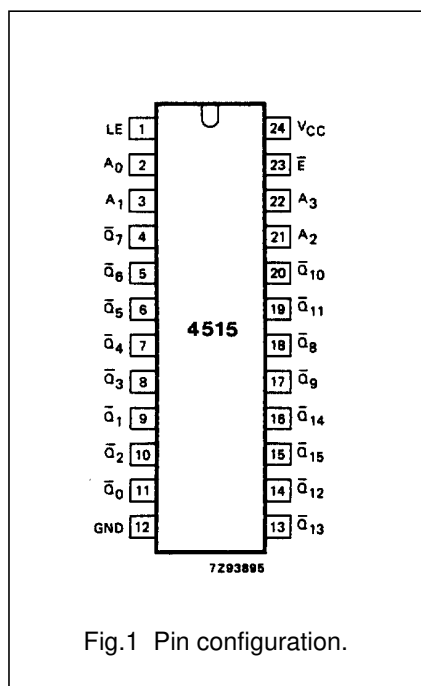 LE 1 24 VCC
A0 2 23 E̅
A1 3 22 A3
Q̅7 4 21 A2
Q̅6 5 20 Q̅10
Q̅5 6 19 Q̅11
Q̅4 7 18 Q̅8
Q̅3 8 17 Q̅9
Q̅1 9 16 Q̅14
Q̅2 10 15 Q̅15
Q̅0 11 14 Q̅12
GND 12 13 Q̅13
4515
7Z93895
Fig.1 Pin configuration.